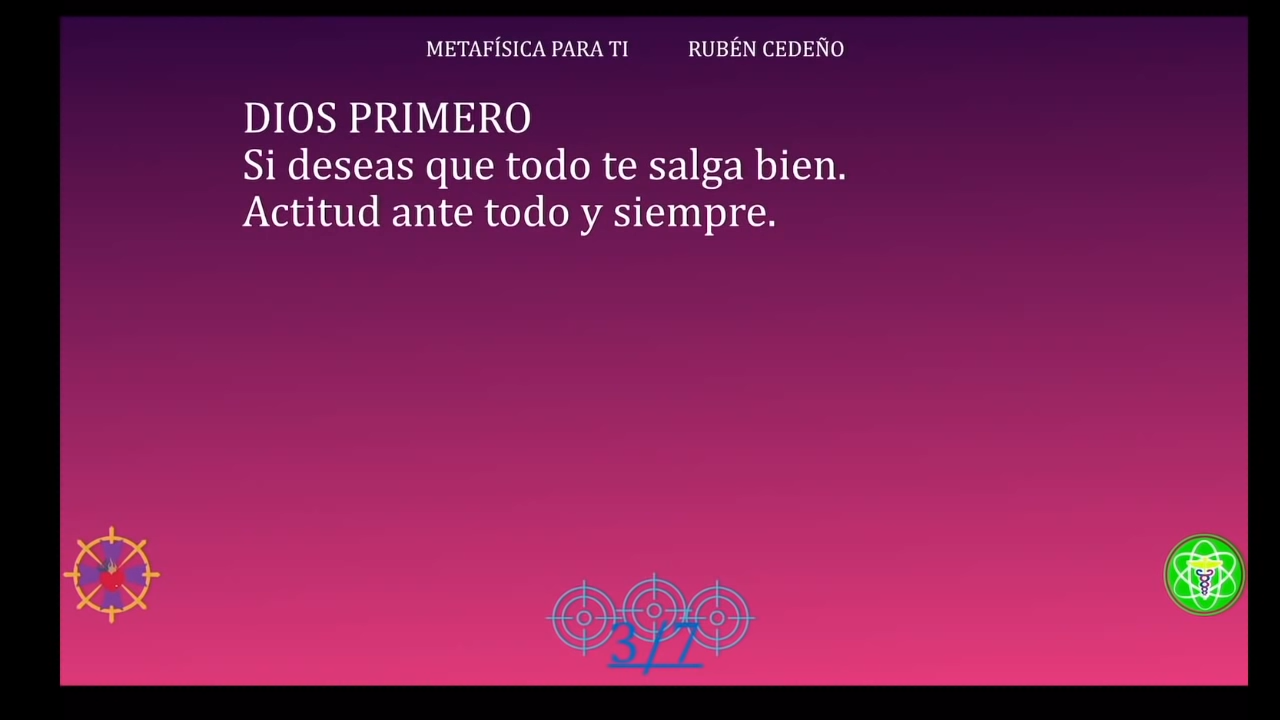 METAFÍSICA PARA TI RUBÉN CEDEÑO
DIOS PRIMERO
Si deseas que todo te salga bien.
Actitud ante todo y siempre.
3/7